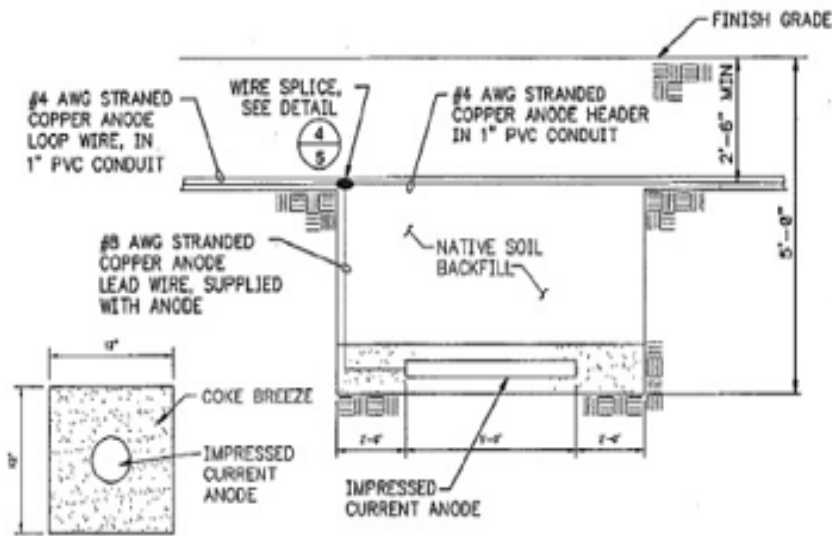 FINISH GRADE
#4 AWG STRANED
COPPER ANODE
LOOP WIRE, IN
1" PVC CONDUIT
WIRE SPLICE,
SEE DETAIL
4
5
#4 AWG STRANDED
COPPER ANODE HEADER
IN 1" PVC CONDUIT
2'-6" MIN
5'-0"
#8 AWG STRANDED
COPPER ANODE
LEAD WIRE, SUPPLIED
WITH ANODE
NATIVE SOIL
BACKFILL
12"
COKE BREEZE
IMPRESSED
CURRENT
ANODE
IMPRESSED
CURRENT ANODE